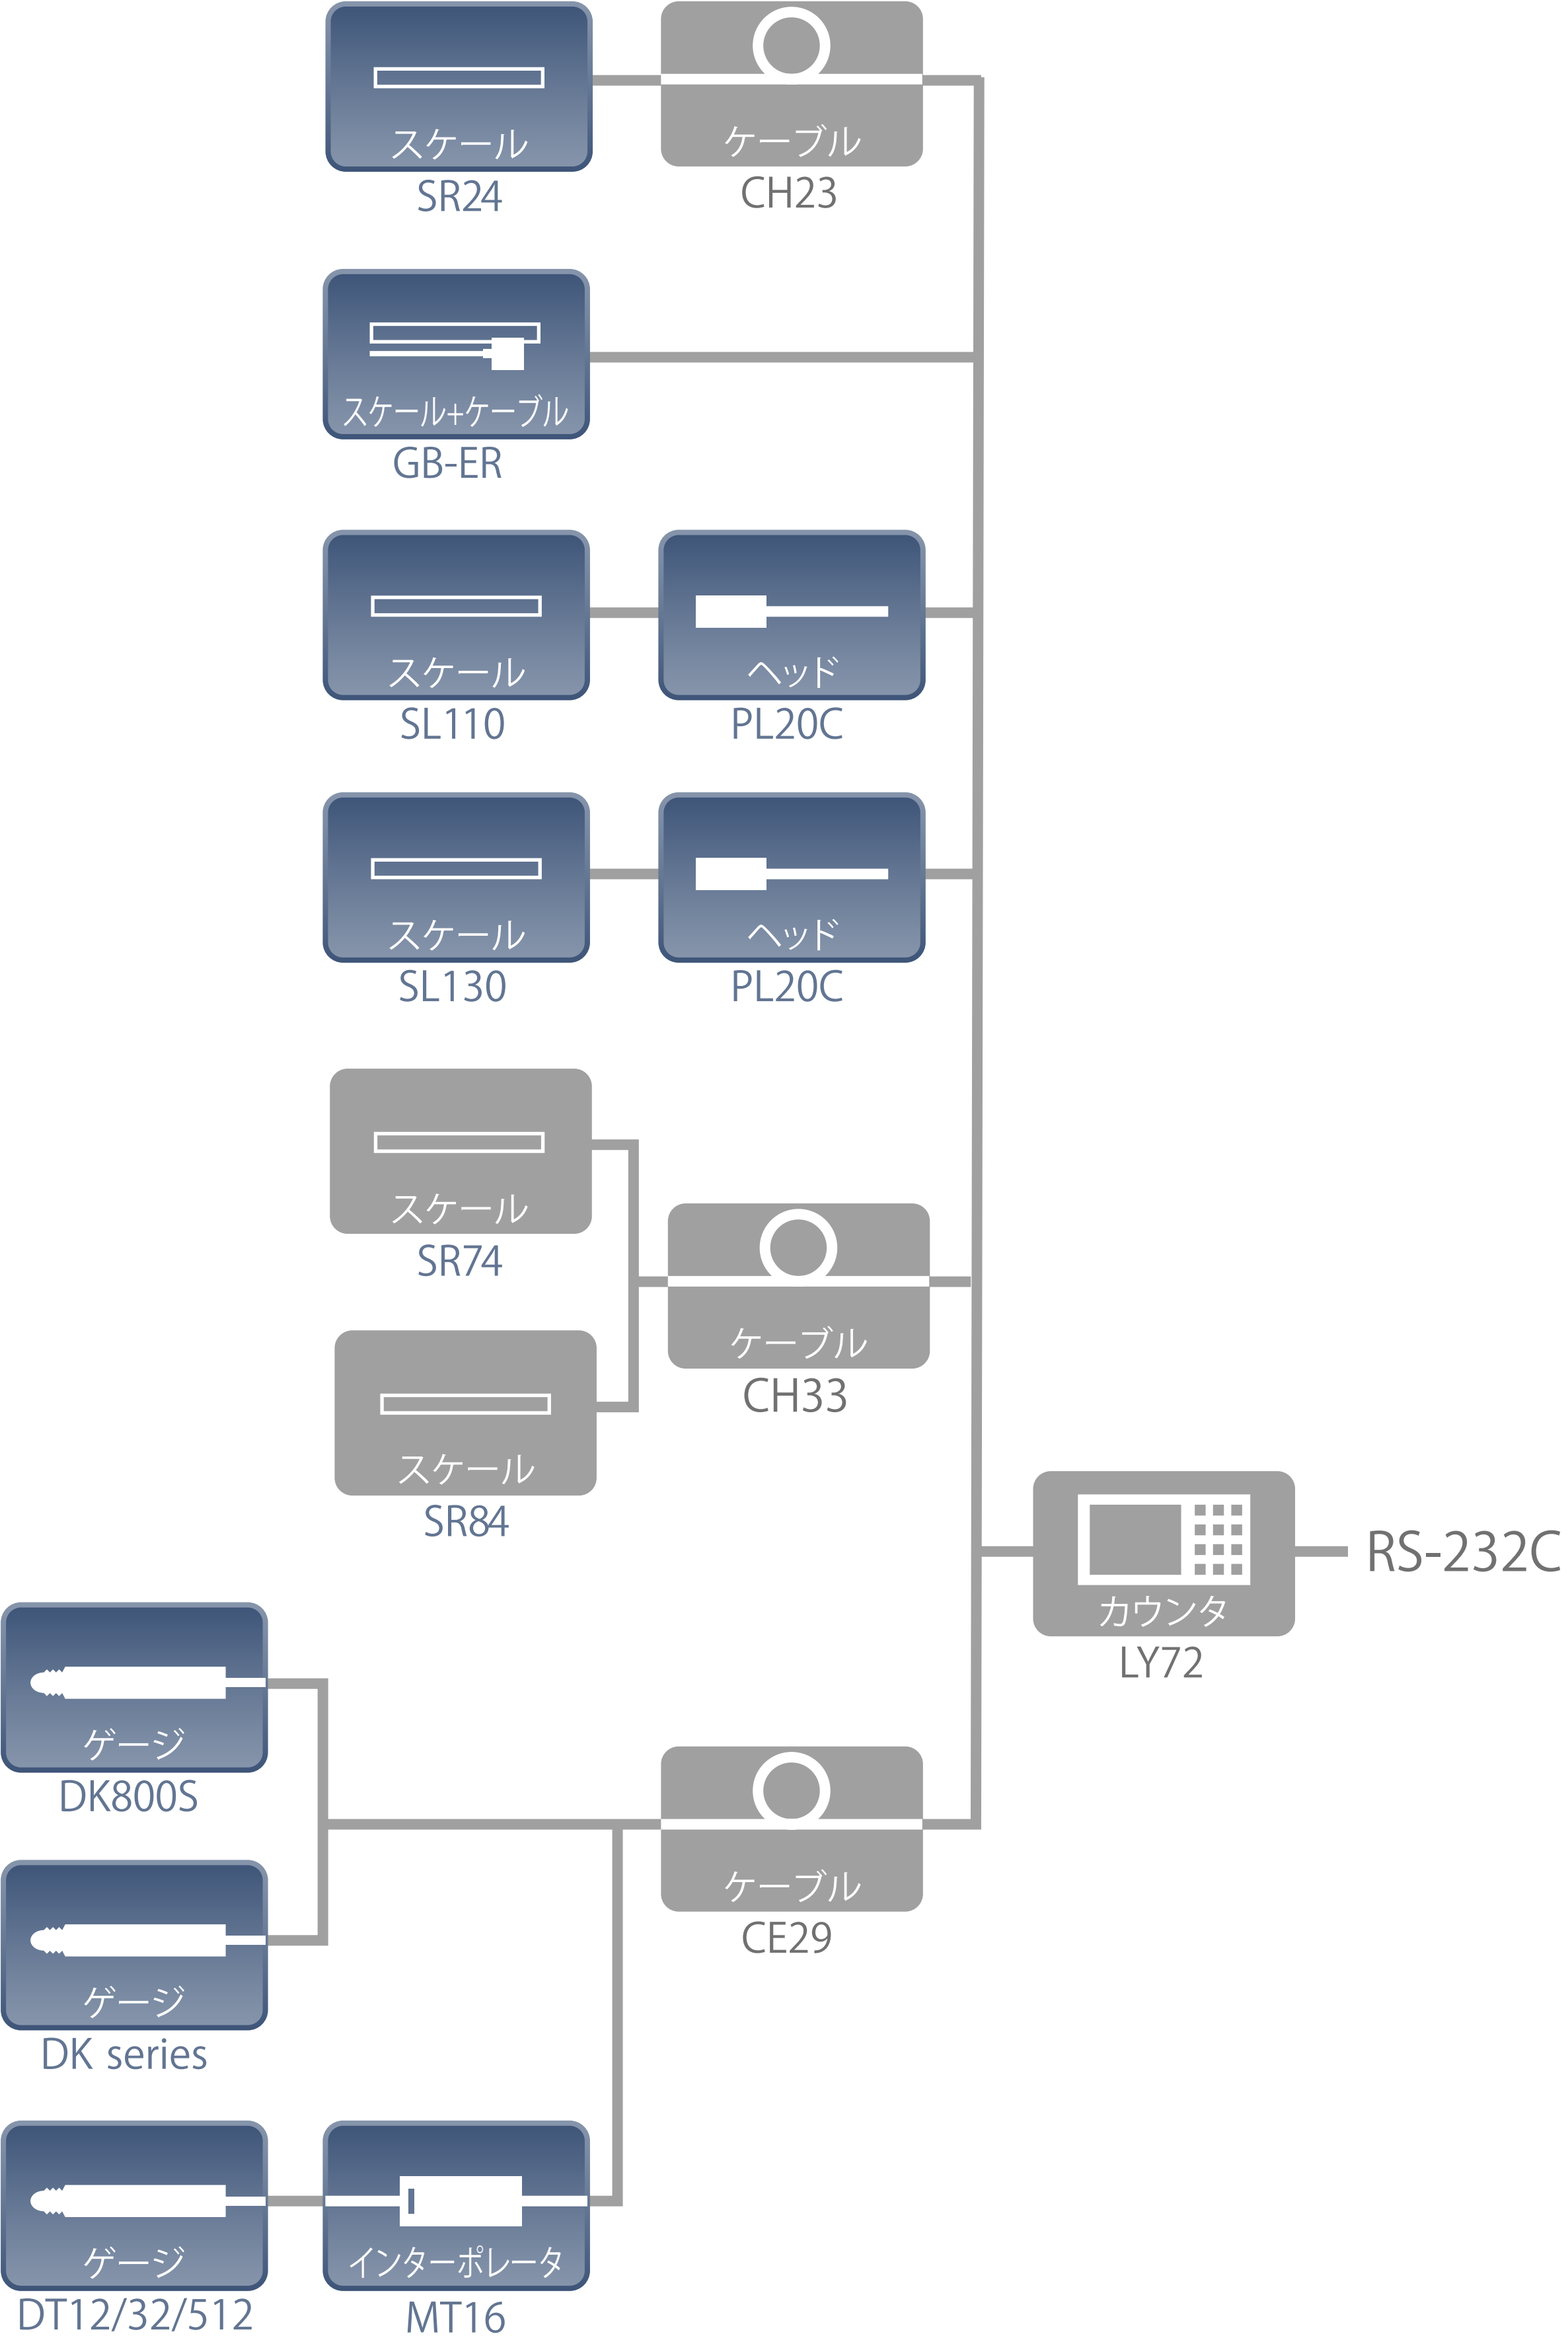 スケール
SR24
ケーブル
CH23
スケール+ケーブル
GB-ER
スケール
SL110
ヘッド
PL20C
スケール
SL130
ヘッド
PL20C
スケール
SR74
ケーブル
CH33
スケール
SR84
カウンタ
LY72
RS-232C
ゲージ
DK800S
ケーブル
CE29
ゲージ
DK series
ゲージ
DT12/32/512
インターポレータ
MT16